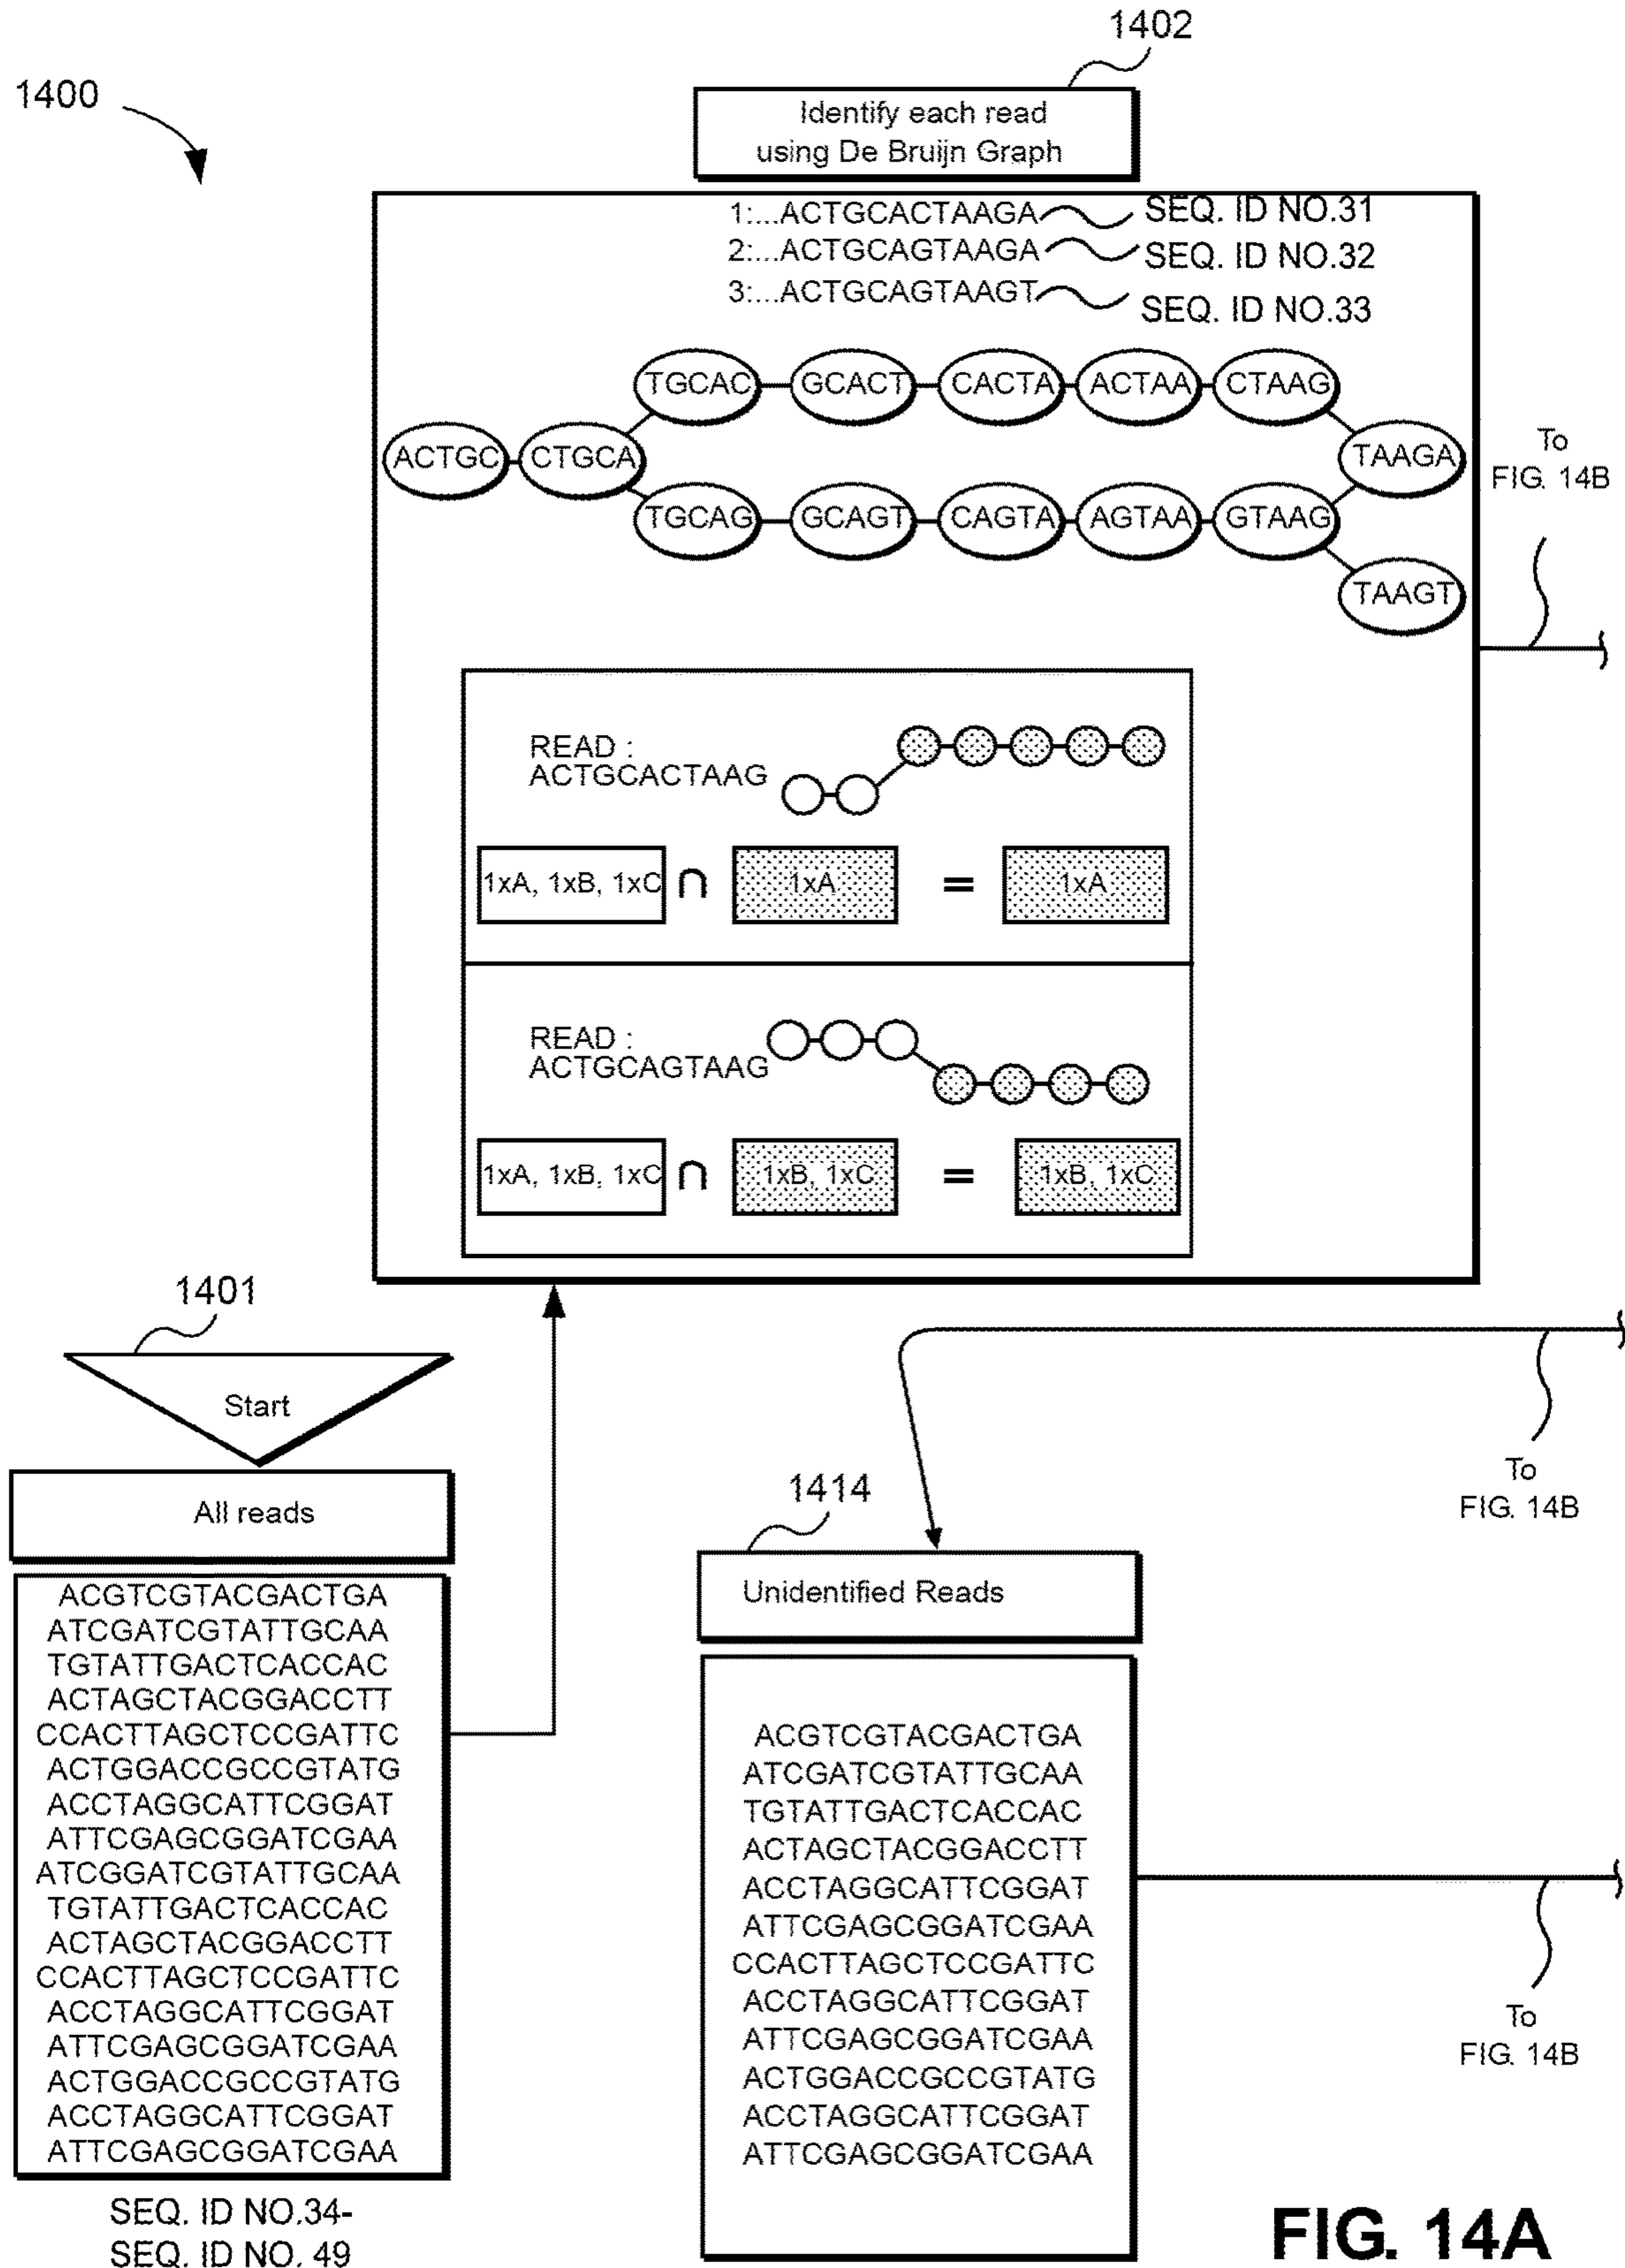 1402
1400
Identify each read
using De Bruijn Graph
1:...ACTGCACTAAGA SEQ. ID NO.31
2:...ACTGCAGTAAGA SEQ. ID NO.32
3:...ACTGCAGTAAGT SEQ. ID NO.33
TGCAC GCACT CACTA ACTAA CTAAG
ACTGC CTGCA TAAGA
TGCAG GCAGT CAGTA AGTAA GTAAG
TAAGT
To
FIG. 14B
READ :
ACTGCACTAAG
1xA, 1xB, 1xC ∩ 1xA = 1xA
READ :
ACTGCAGTAAG
1xA, 1xB, 1xC ∩ 1xB, 1xC = 1xB, 1xC
1401
Start
All reads
ACGTCGTACGACTGA
ATCGATCGTATTGCAA
TGTATTGACTCACCAC
ACTAGCTACGGACCTT
CCACTTAGCTCCGATTC
ACTGGACCGCCGTATG
ACCTAGGCATTCGGAT
ATTCGAGCGGATCGAA
ATCGGATCGTATTGCAA
TGTATTGACTCACCAC
ACTAGCTACGGACCTT
CCACTTAGCTCCGATTC
ACCTAGGCATTCGGAT
ATTCGAGCGGATCGAA
ACTGGACCGCCGTATG
ACCTAGGCATTCGGAT
ATTCGAGCGGATCGAA
SEQ. ID NO.34-
SEQ. ID NO. 49
To
FIG. 14B
1414
Unidentified Reads
ACGTCGTACGACTGA
ATCGATCGTATTGCAA
TGTATTGACTCACCAC
ACTAGCTACGGACCTT
ACCTAGGCATTCGGAT
ATTCGAGCGGATCGAA
CCACTTAGCTCCGATTC
ACCTAGGCATTCGGAT
ATTCGAGCGGATCGAA
ACTGGACCGCCGTATG
ACCTAGGCATTCGGAT
ATTCGAGCGGATCGAA
To
FIG. 14B
FIG. 14A